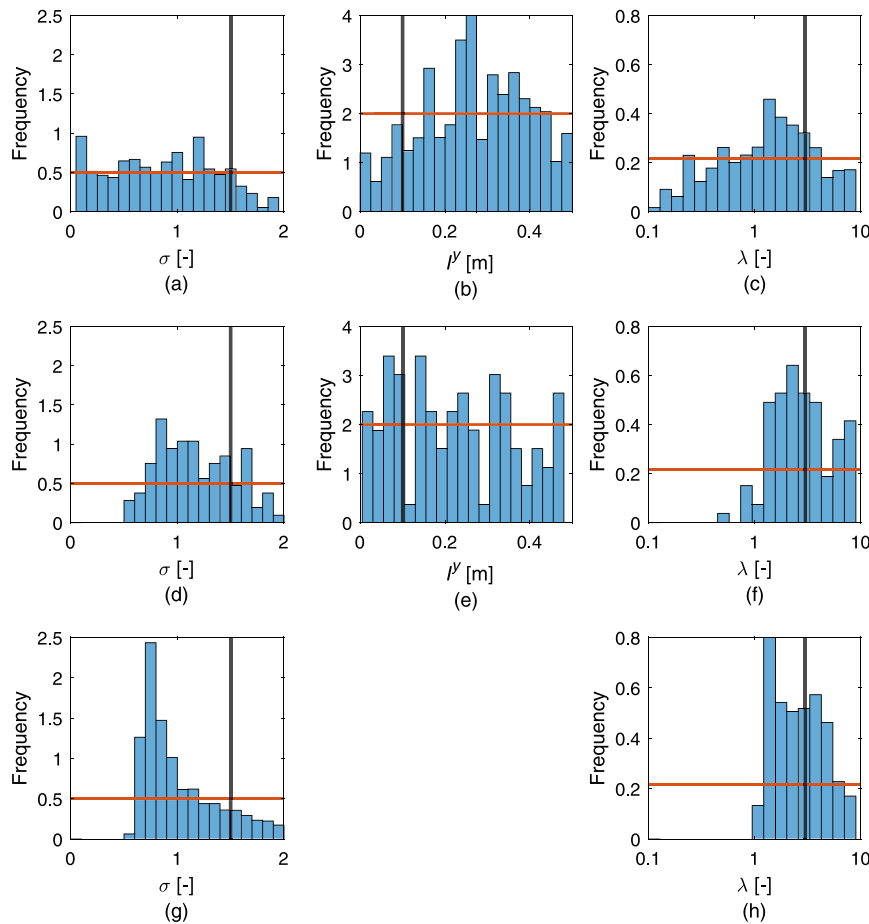 2.5
2
1.5
1
0.5
0
Frequency
0 1 2
σ [-]
(a)
4
3
2
1
0
Frequency
0 0.2 0.4
l^y [m]
(b)
0.8
0.6
0.4
0.2
0
Frequency
0.1 1 10
λ [-]
(c)
2.5
2
1.5
1
0.5
0
Frequency
0 1 2
σ [-]
(d)
4
3
2
1
0
Frequency
0 0.2 0.4
l^y [m]
(e)
0.8
0.6
0.4
0.2
0
Frequency
0.1 1 10
λ [-]
(f)
2.5
2
1.5
1
0.5
0
Frequency
0 1 2
σ [-]
(g)
0.8
0.6
0.4
0.2
0
Frequency
0.1 1 10
λ [-]
(h)